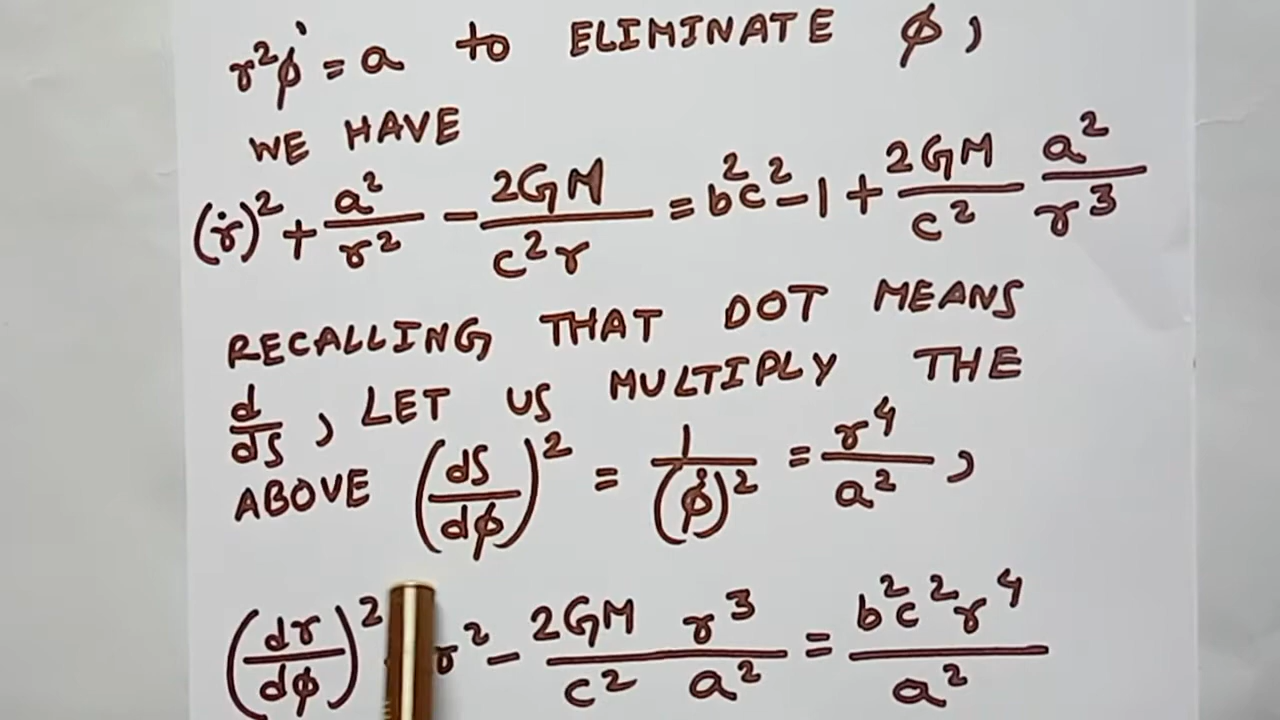 r²φ̇ = a to ELIMINATE φ,
WE HAVE
(ṙ)² + a²/r² - 2GM/c²r = b²c² - 1 + 2GM/c² a²/r³
RECALLING THAT DOT MEANS
d/ds, LET US MULTIPLY THE
ABOVE (ds/dφ)² = 1/(φ̇)² = r⁴/a²,
(dr/dφ)² r² - 2GM/c² r³/a² = b²c²r⁴/a²